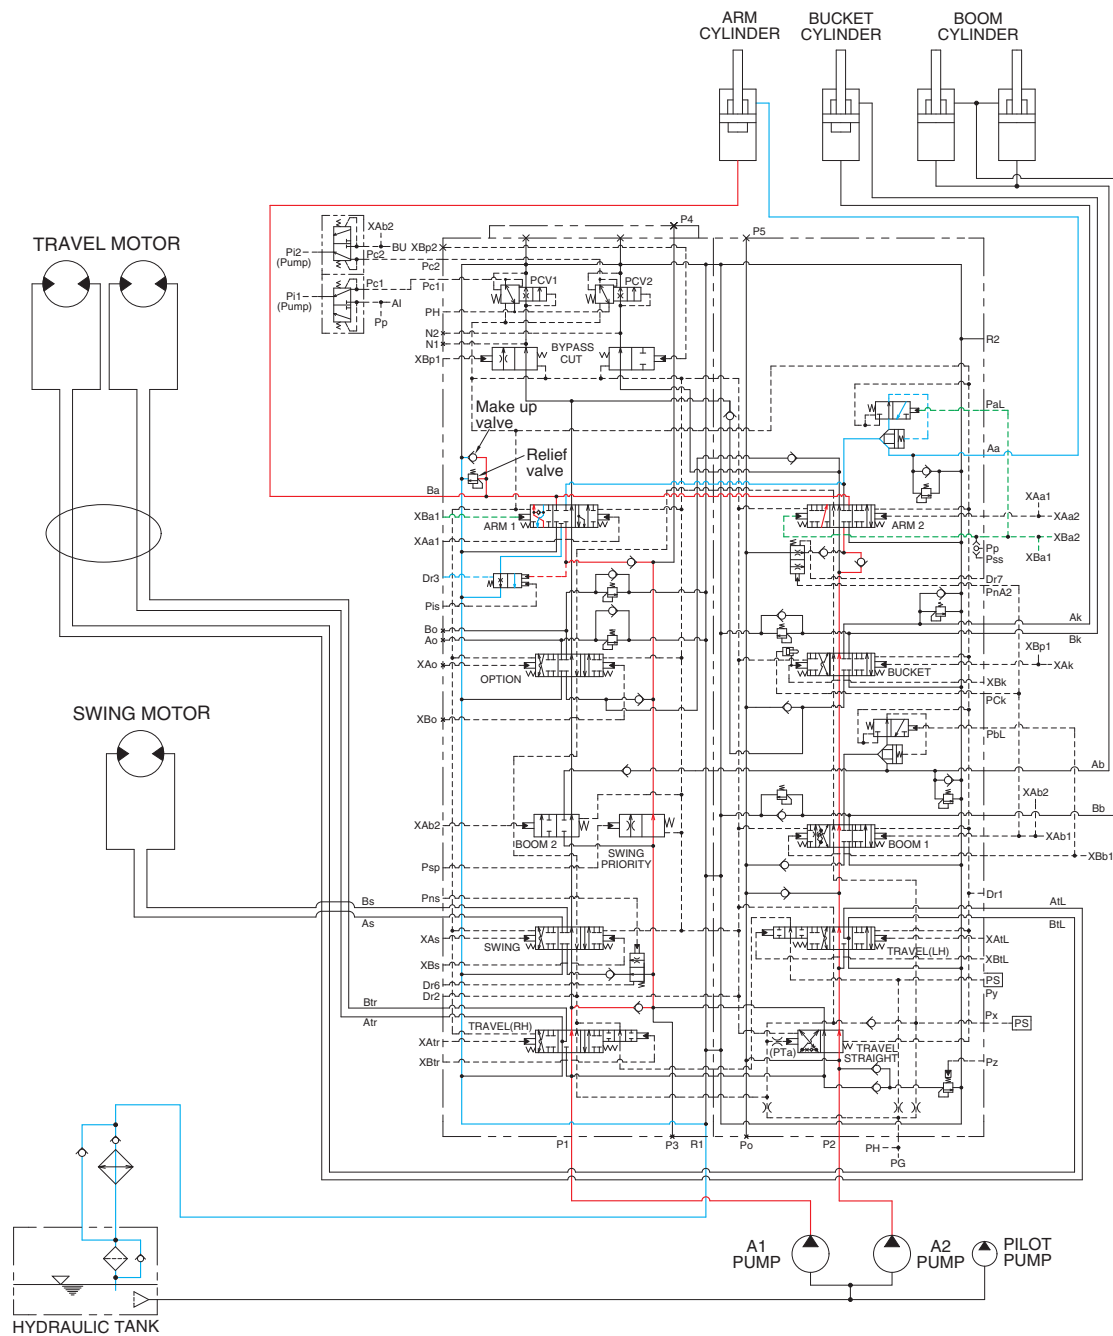 ARM
CYLINDER
BUCKET
CYLINDER
BOOM
CYLINDER
TRAVEL MOTOR
XAb2
BU
XBp2
P4
P5
Pi2
(Pump)
Pc2
Pc2
Pc1
Pc1
Pi1
(Pump)
AI
Pp
PH
PCV1
PCV2
N2
N1
XBp1
BYPASS
CUT
R2
Make up
valve
Relief
valve
PaL
Aa
Ba
XBa1
ARM 1
XAa1
ARM 2
XAa1
XAa2
XBa2
XBa1
Pp
Pss
Dr3
Pis
Dr7
PnA2
Bo
Ao
Ak
Bk
XAo
OPTION
XBp1
XAk
BUCKET
XBk
XBo
PCk
PbL
SWING MOTOR
Ab
XAb2
Bb
XAb2
BOOM 2
SWING
PRIORITY
BOOM 1
XAb1
XBb1
Psp
Pns
Dr1
Bs
As
AtL
BtL
XAs
SWING
XBs
TRAVEL(LH)
XAtL
XBtL
Dr6
Dr2
PS
Py
Btr
Atr
TRAVEL(RH)
Px
PS
XAtr
XBtr
(PTa)
TRAVEL
STRAIGHT
Pz
P1
P3
R1
Po
P2
PH
PG
A1
PUMP
A2
PUMP
PILOT
PUMP
HYDRAULIC TANK